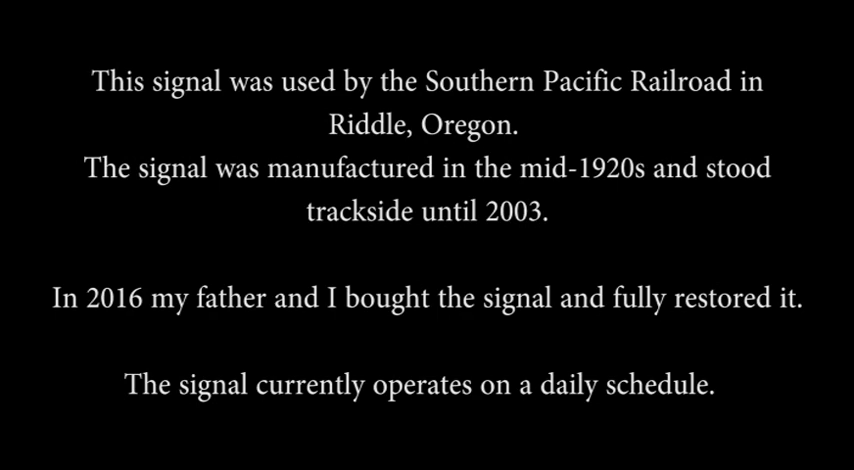 This signal was used by the Southern Pacific Railroad in
Riddle, Oregon.
The signal was manufactured in the mid-1920s and stood
trackside until 2003.
In 2016 my father and I bought the signal and fully restored it.
The signal currently operates on a daily schedule.